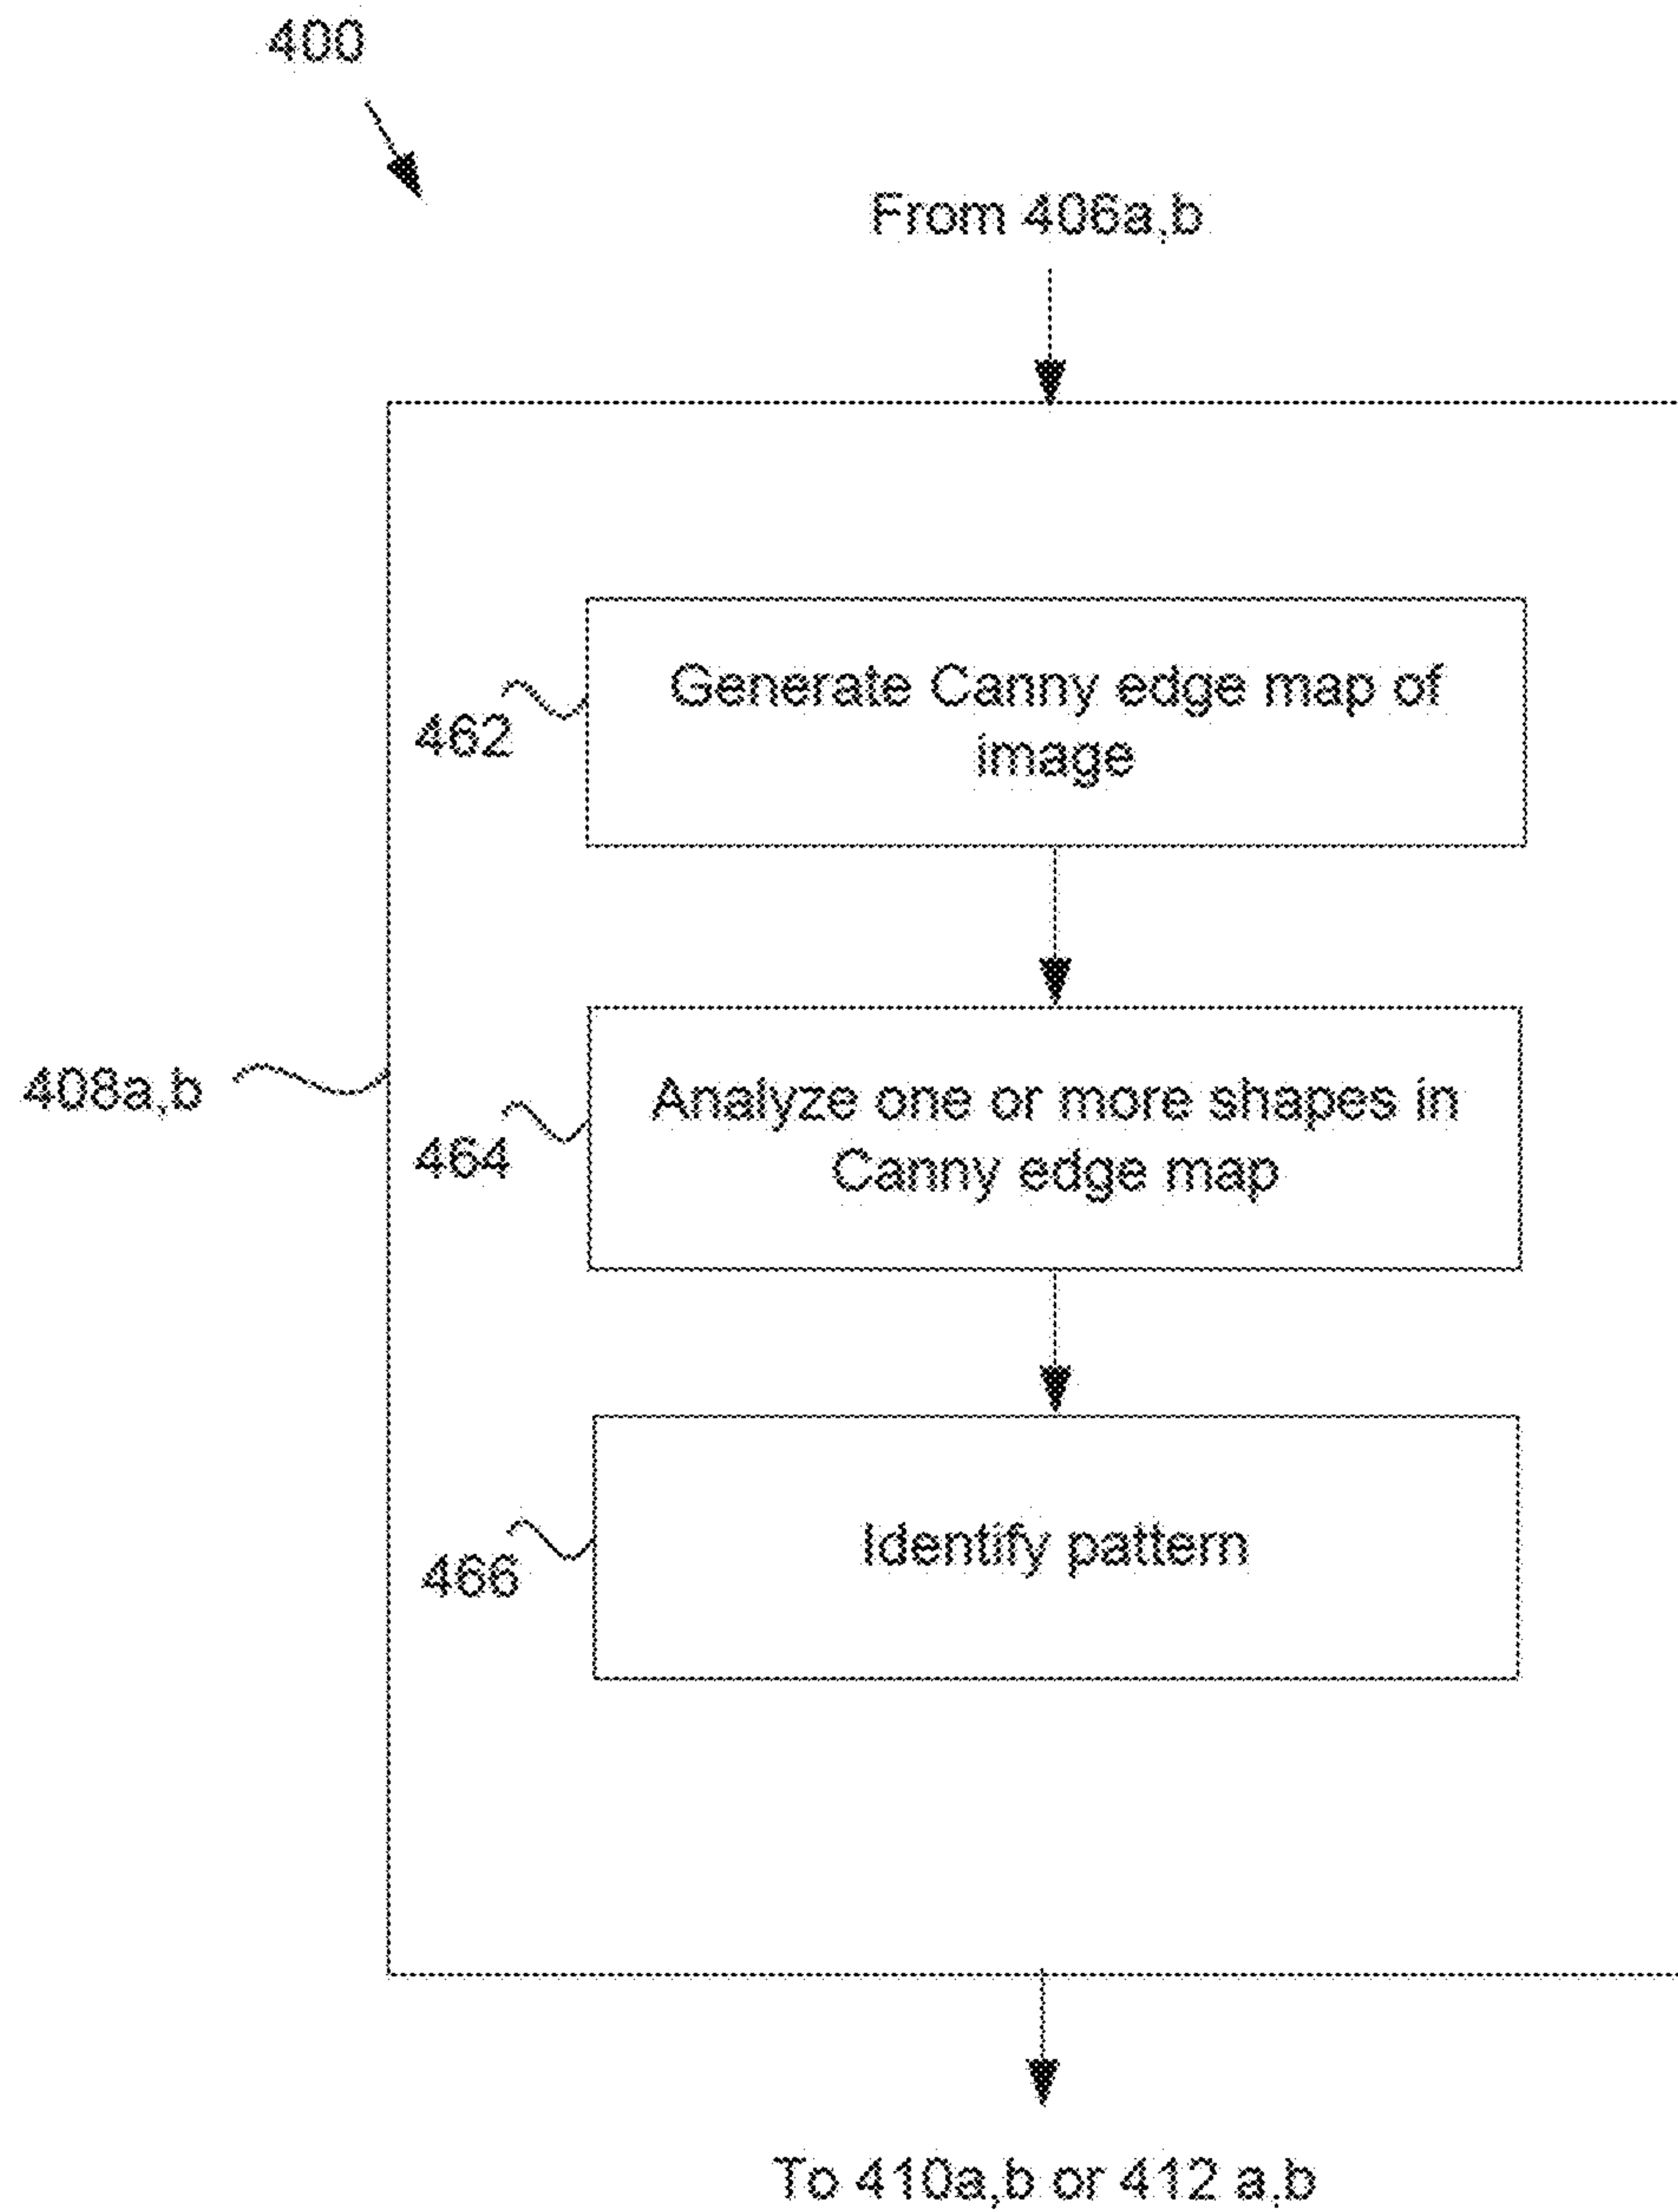 400
From 406a,b
Generate Canny edge map of
image
462
408a,b
Analyze one or more shapes in
Canny edge map
464
Identify pattern
466
To 410a,b or 412 a,b